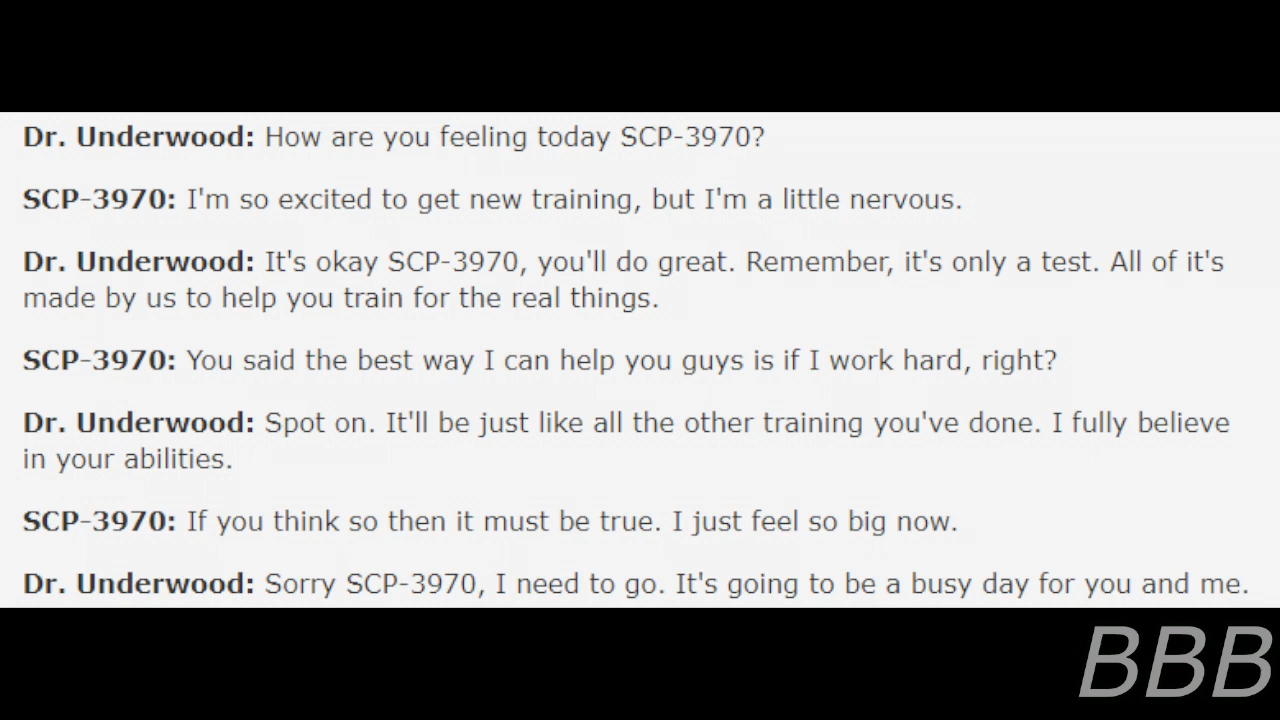 Dr. Underwood: How are you feeling today SCP-3970?
SCP-3970: I'm so excited to get new training, but I'm a little nervous.
Dr. Underwood: It's okay SCP-3970, you'll do great. Remember, it's only a test. All of it's
made by us to help you train for the real things.
SCP-3970: You said the best way I can help you guys is if I work hard, right?
Dr. Underwood: Spot on. It'll be just like all the other training you've done. I fully believe
in your abilities.
SCP-3970: If you think so then it must be true. I just feel so big now.
Dr. Underwood: Sorry SCP-3970, I need to go. It's going to be a busy day for you and me.
BBB